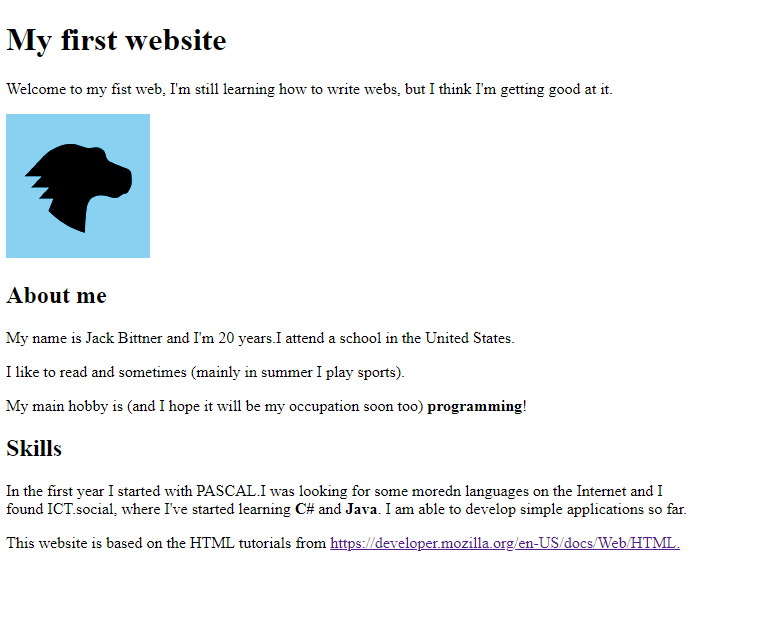 My first website
Welcome to my fist web, I'm still learning how to write webs, but I think I'm getting good at it.
About me
My name is Jack Bittner and I'm 20 years.I attend a school in the United States.
I like to read and sometimes (mainly in summer I play sports).
My main hobby is (and I hope it will be my occupation soon too) programming!
Skills
In the first year I started with PASCAL.I was looking for some moredn languages on the Internet and I
found ICT.social, where I've started learning C# and Java. I am able to develop simple applications so far.
This website is based on the HTML tutorials from https://developer.mozilla.org/en-US/docs/Web/HTML.